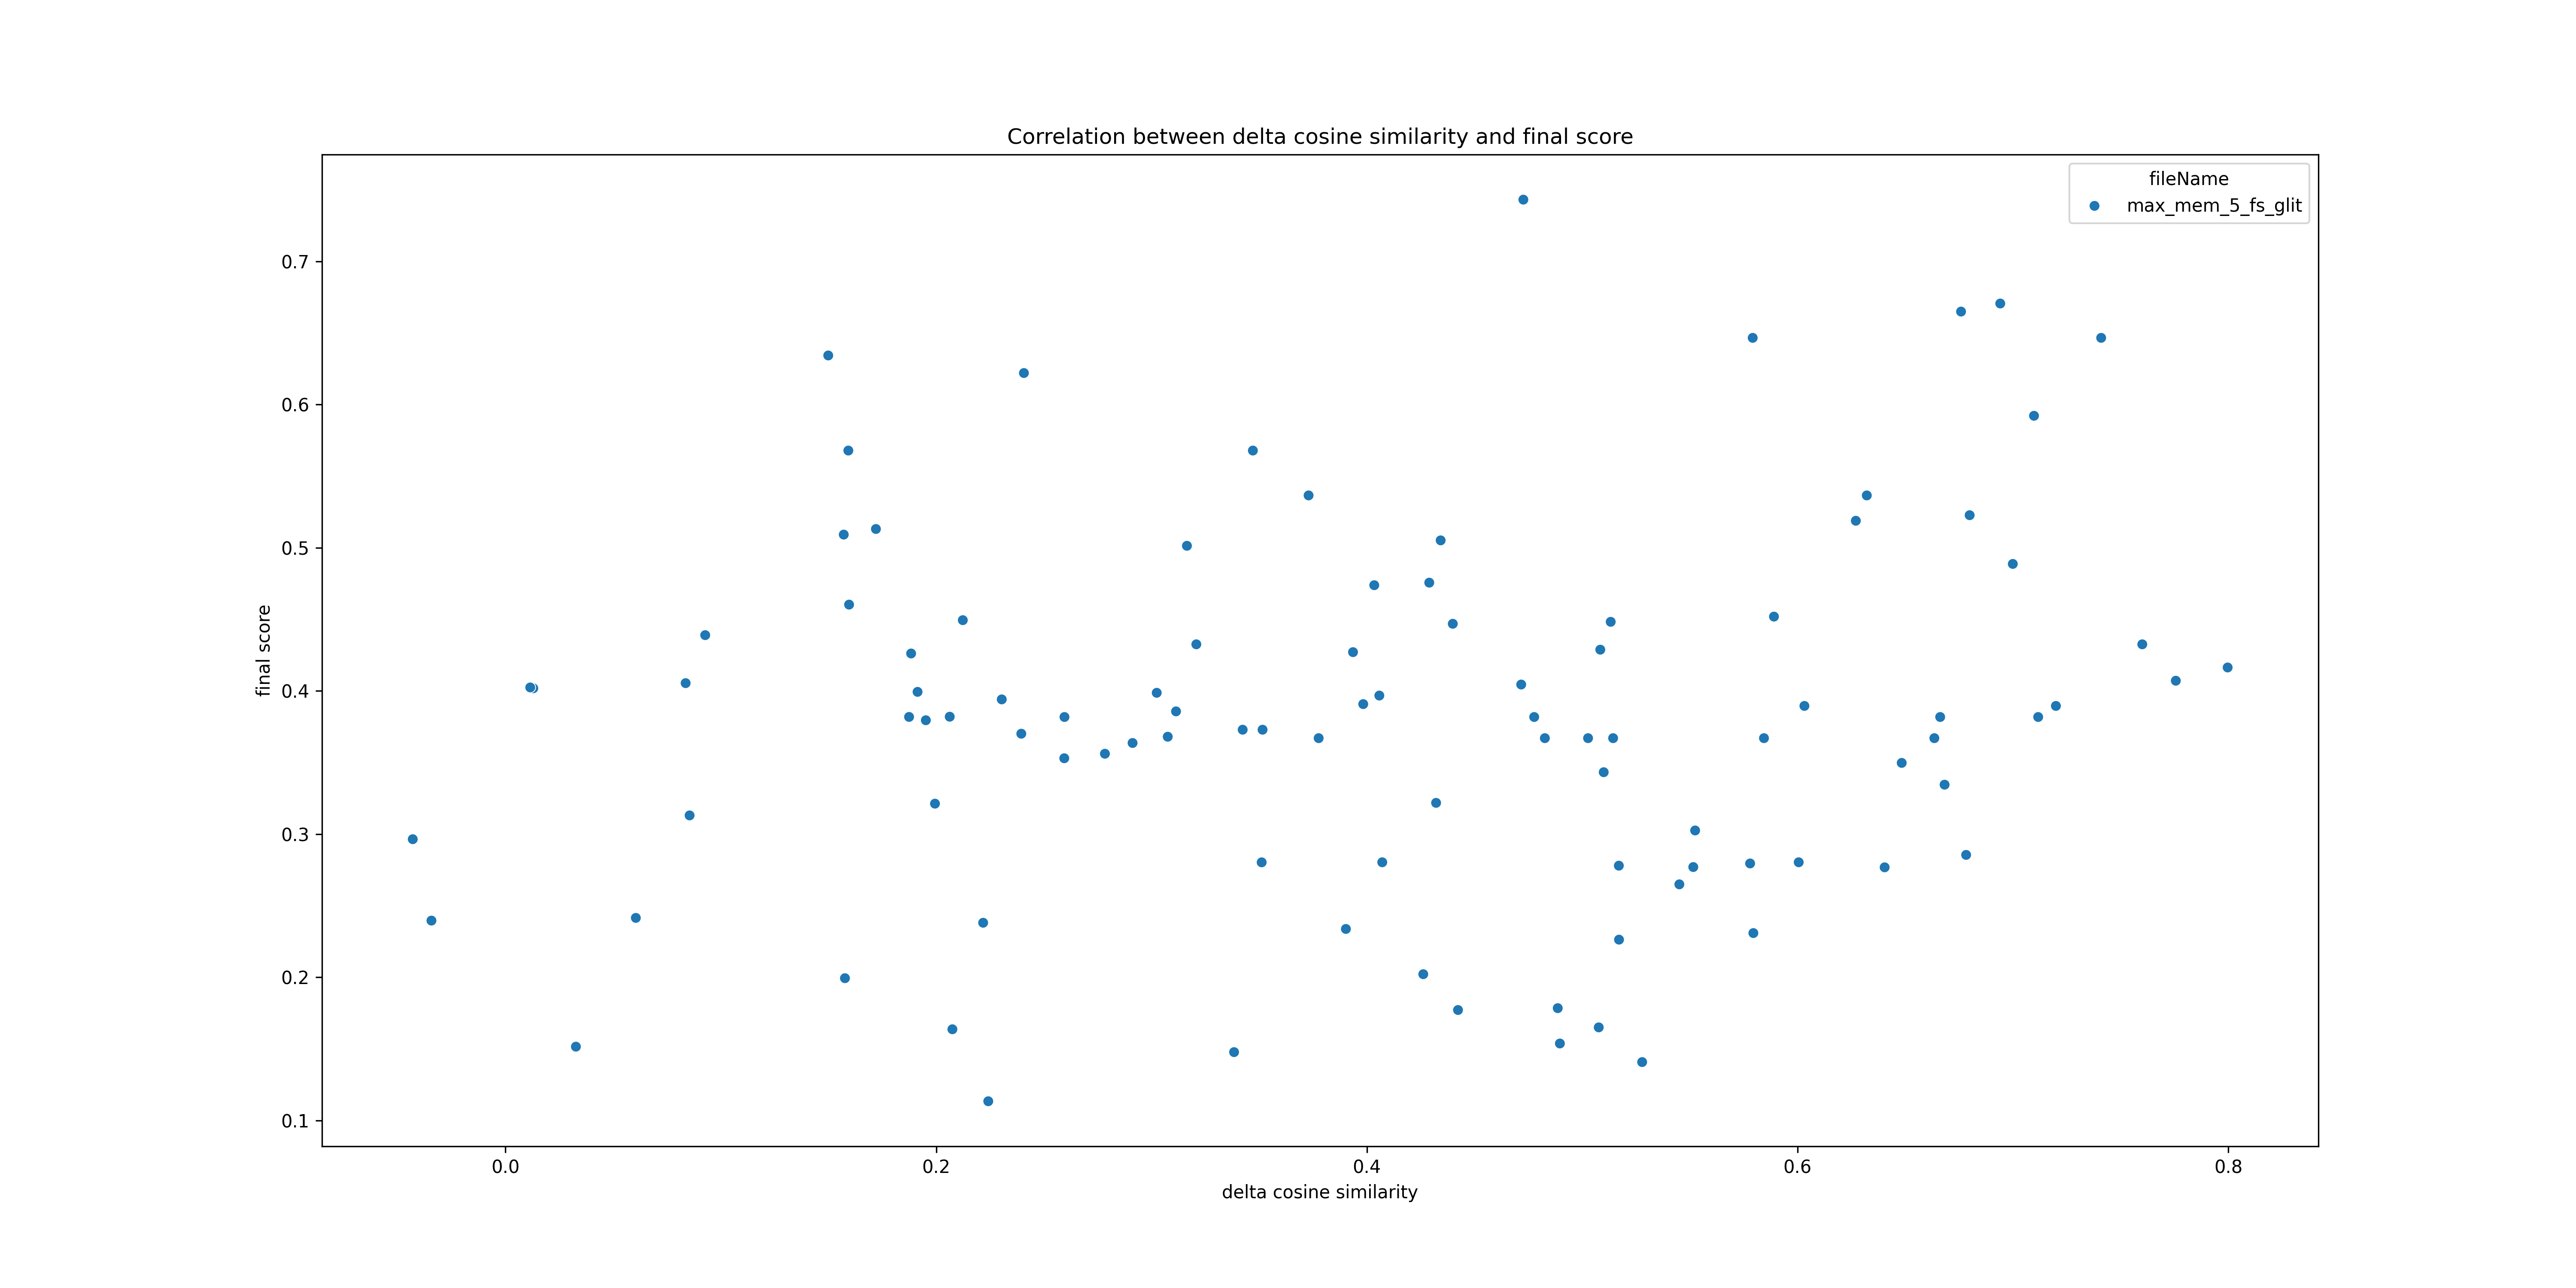 Correlation between delta cosine similarity and final score
fileName
max_mem_5_fs_glit
final score
0.7
0.6
0.5
0.4
0.3
0.2
0.1
0.0
0.2
0.4
0.6
0.8
delta cosine similarity